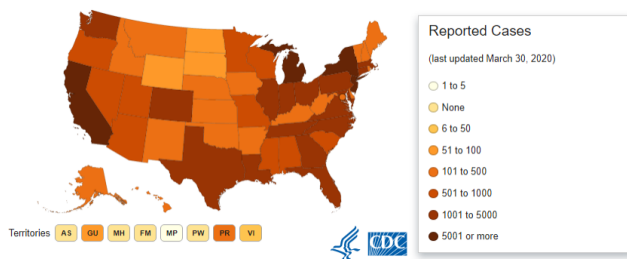 Reported Cases
(last updated March 30, 2020)
1 to 5
None
6 to 50
51 to 100
101 to 500
501 to 1000
1001 to 5000
5001 or more
Territories AS GU MH FM MP PW PR VI
CDC